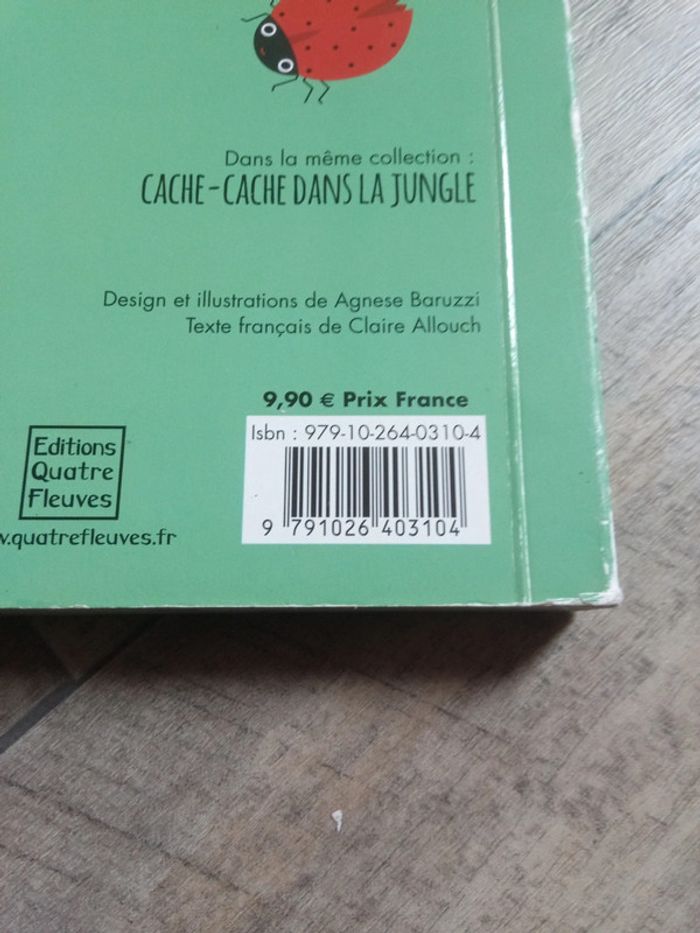 Dans la même collection :
CACHE-CACHE DANS LA JUNGLE
Design et illustrations de Agnese Baruzzi
Texte français de Claire Allouch
9,90 € Prix France
Isbn : 979-10-264-0310-4
9 791026 403104
Editions
Quatre
Fleuves
.quatrefleuves.fr